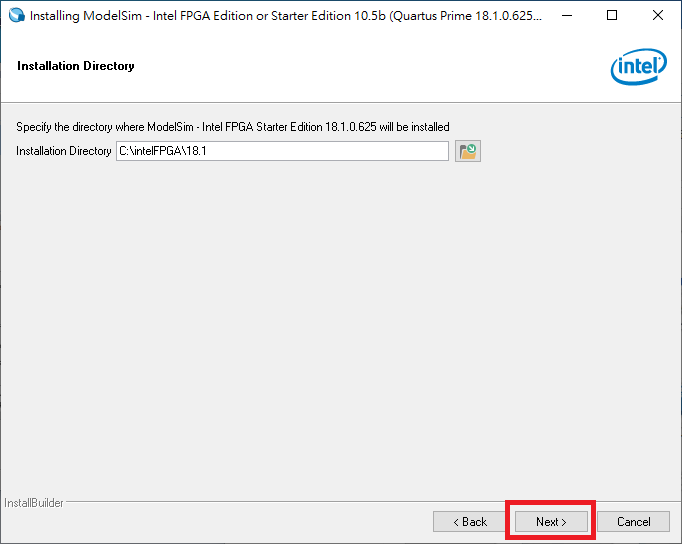 Installing ModelSim - Intel FPGA Edition or Starter Edition 10.5b (Quartus Prime 18.1.0.625...
Installation Directory
intel
Specify the directory where ModelSim - Intel FPGA Starter Edition 18.1.0.625 will be installed
Installation Directory C:\intelFPGA\18.1
InstallBuilder
< Back Next > Cancel